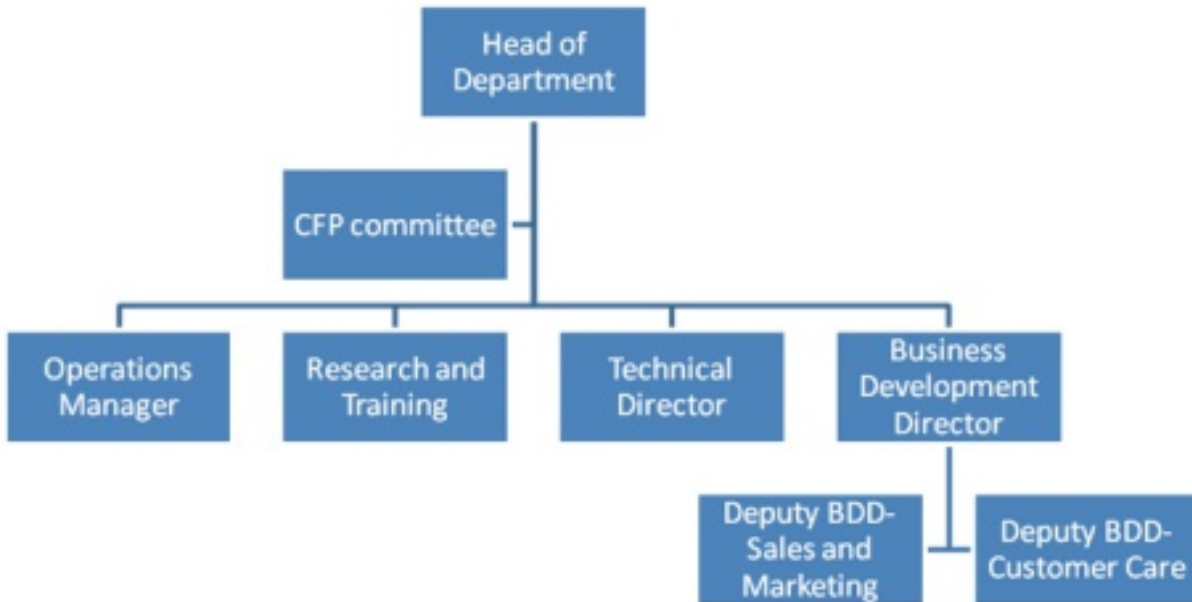 Head of
Department
CFP committee
Operations
Manager
Research and
Training
Technical
Director
Business
Development
Director
Deputy BDD-
Sales and
Marketing
Deputy BDD-
Customer Care